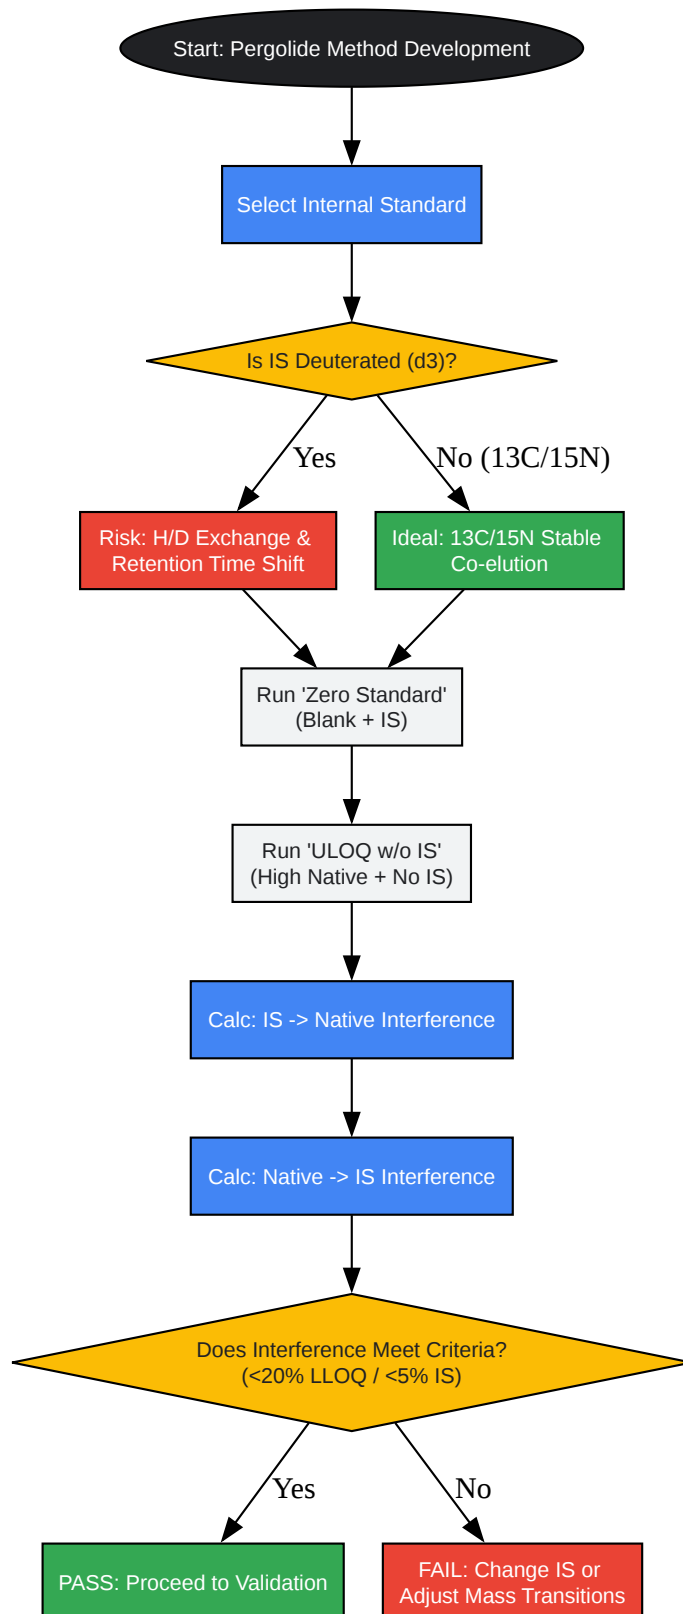 Start: Pergolide Method Development
Select Internal Standard
Is IS Deuterated (d3)?
Yes
No (13C/15N)
Risk: H/D Exchange &
Retention Time Shift
Ideal: 13C/15N Stable
Co-elution
Run 'Zero Standard'
(Blank + IS)
Run 'ULOQ w/o IS'
(High Native + No IS)
Calc: IS -> Native Interference
Calc: Native -> IS Interference
Does Interference Meet Criteria?
(<20% LLOQ / <5% IS)
Yes
No
PASS: Proceed to Validation
FAIL: Change IS or
Adjust Mass Transitions